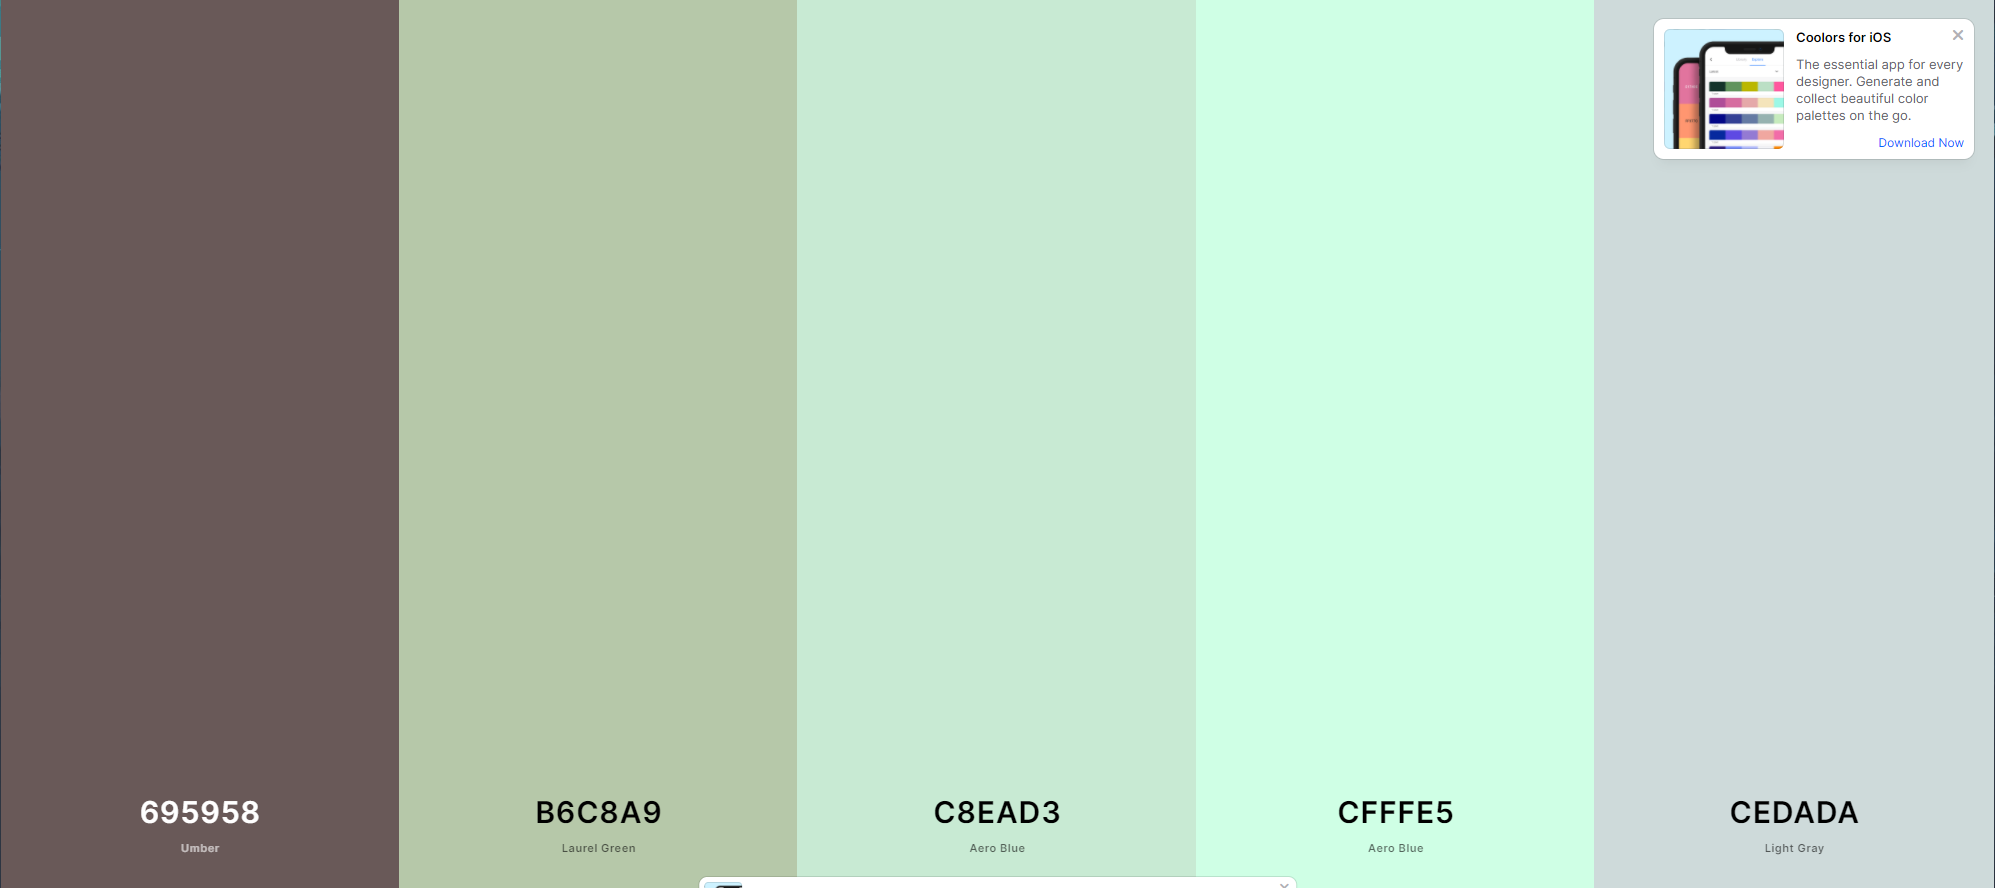 Coolors for iOS
The essential app for every
designer. Generate and
collect beautiful color
palettes on the go.
Download Now
695958
Umber
B6C8A9
Laurel Green
C8EAD3
Aero Blue
CFFFE5
Aero Blue
CEDADA
Light Gray